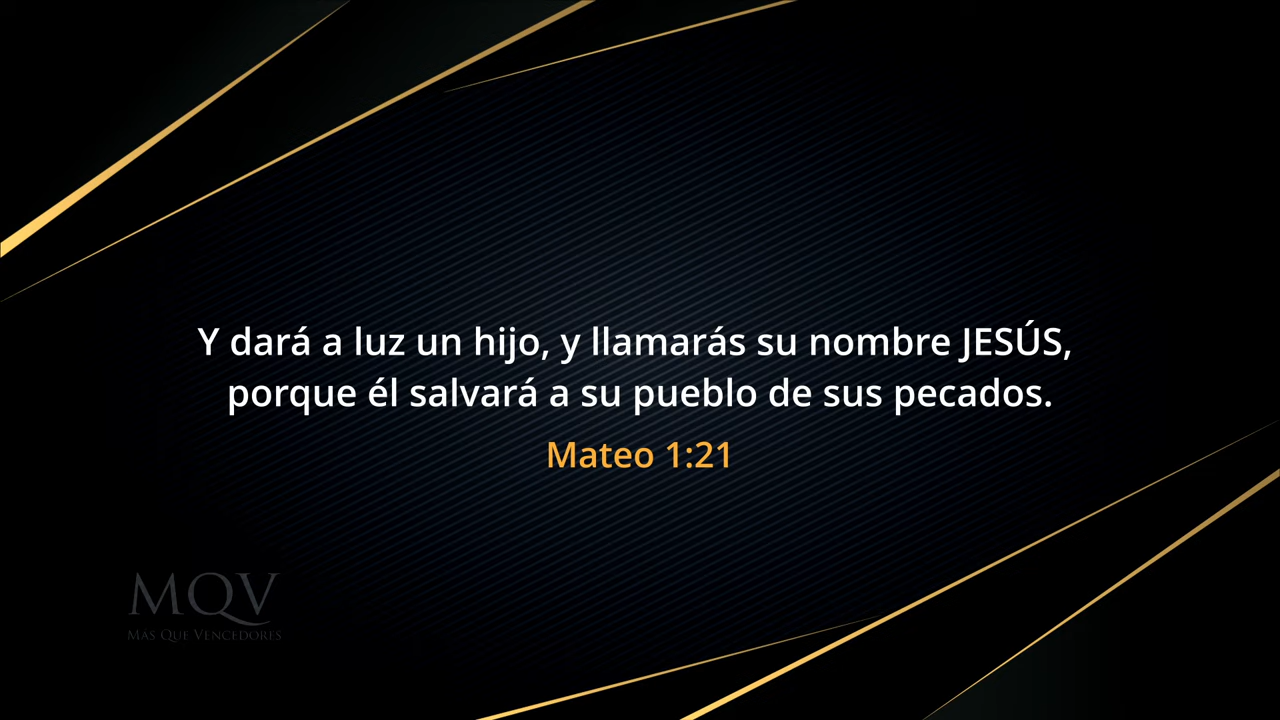 Y dará a luz un hijo, y llamarás su nombre JESÚS,
porque él salvará a su pueblo de sus pecados.
Mateo 1:21
MQV
MAS QUE VENCEDORES